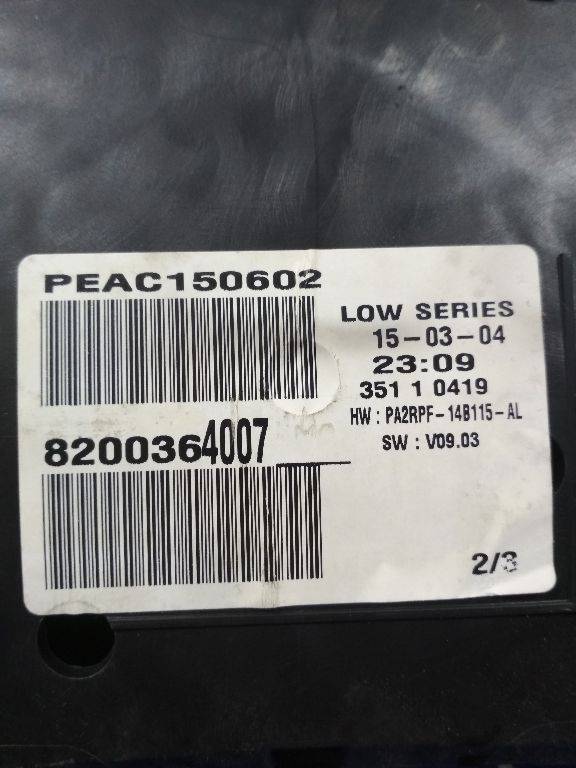 PEAC150602
LOW SERIES
15-03-04
23:09
351 1 0419
HW : PA2RPF-14B115-AL
SW : V09.03
8200364007
2/3